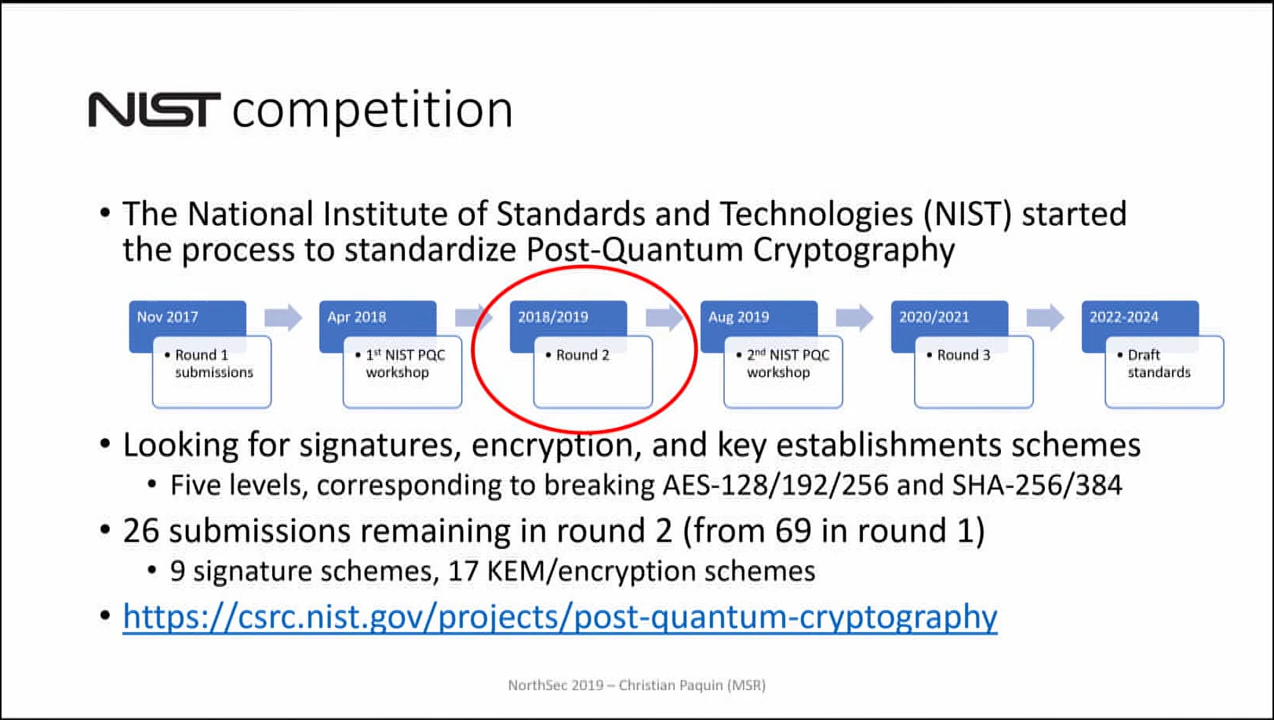 NIST competition
• The National Institute of Standards and Technologies (NIST) started
the process to standardize Post-Quantum Cryptography
Nov 2017
• Round 1
submissions
Apr 2018
• 1st NIST PQC
workshop
2018/2019
• Round 2
Aug 2019
• 2nd NIST PQC
workshop
2020/2021
• Round 3
2022-2024
• Draft
standards
• Looking for signatures, encryption, and key establishments schemes
• Five levels, corresponding to breaking AES-128/192/256 and SHA-256/384
• 26 submissions remaining in round 2 (from 69 in round 1)
• 9 signature schemes, 17 KEM/encryption schemes
• https://csrc.nist.gov/projects/post-quantum-cryptography
NorthSec 2019 – Christian Paquin (MSR)